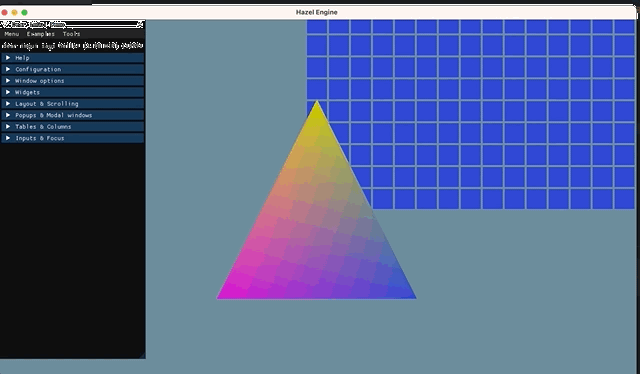 Hazel Engine
Menu Examples Tools
Help
Configuration
Window options
Widgets
Layout & Scrolling
Popups & Modal windows
Tables & Columns
Inputs & Focus